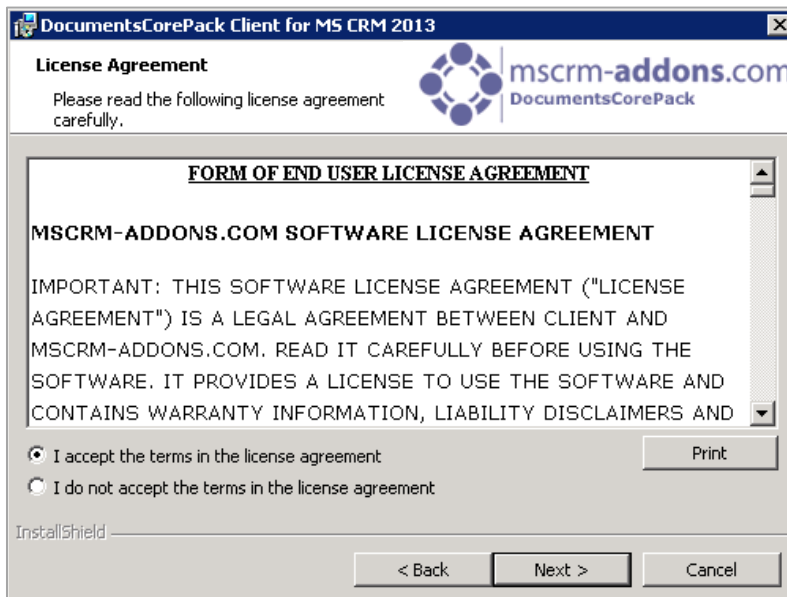 DocumentsCorePack Client for MS CRM 2013
License Agreement
Please read the following license agreement
carefully.
mscrm-addons.com
DocumentsCorePack
FORM OF END USER LICENSE AGREEMENT
MSCRM-ADDONS.COM SOFTWARE LICENSE AGREEMENT
IMPORTANT: THIS SOFTWARE LICENSE AGREEMENT ("LICENSE
AGREEMENT") IS A LEGAL AGREEMENT BETWEEN CLIENT AND
MSCRM-ADDONS.COM. READ IT CAREFULLY BEFORE USING THE
SOFTWARE. IT PROVIDES A LICENSE TO USE THE SOFTWARE AND
CONTAINS WARRANTY INFORMATION, LIABILITY DISCLAIMERS AND
I accept the terms in the license agreement
Print
I do not accept the terms in the license agreement
InstallShield
< Back
Next >
Cancel